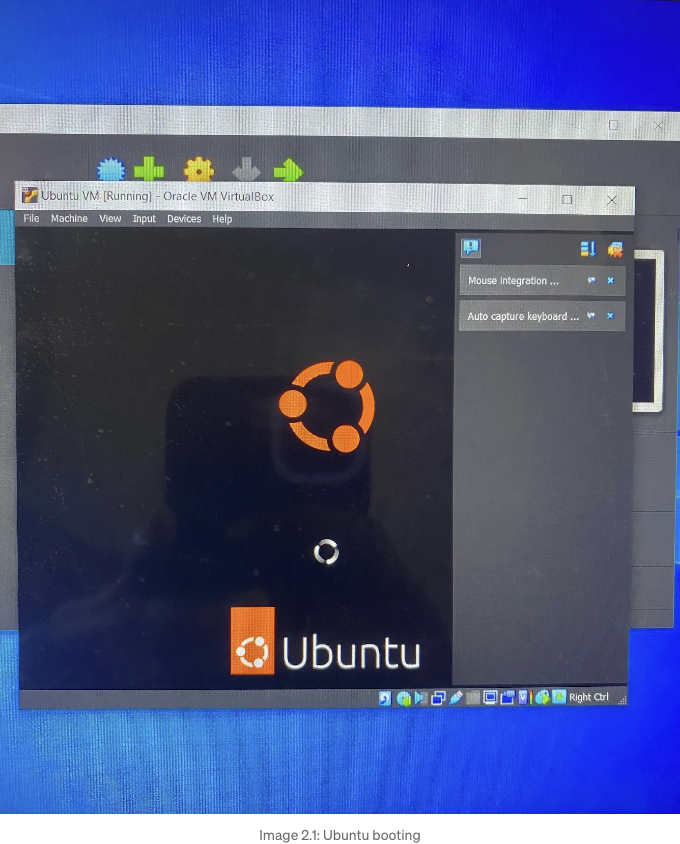 Ubuntu VM [Running] - Oracle VM VirtualBox
File Machine View Input Devices Help
Mouse integration ...
Auto capture keyboard ...
Ubuntu
Right Ctrl
Image 2.1: Ubuntu booting